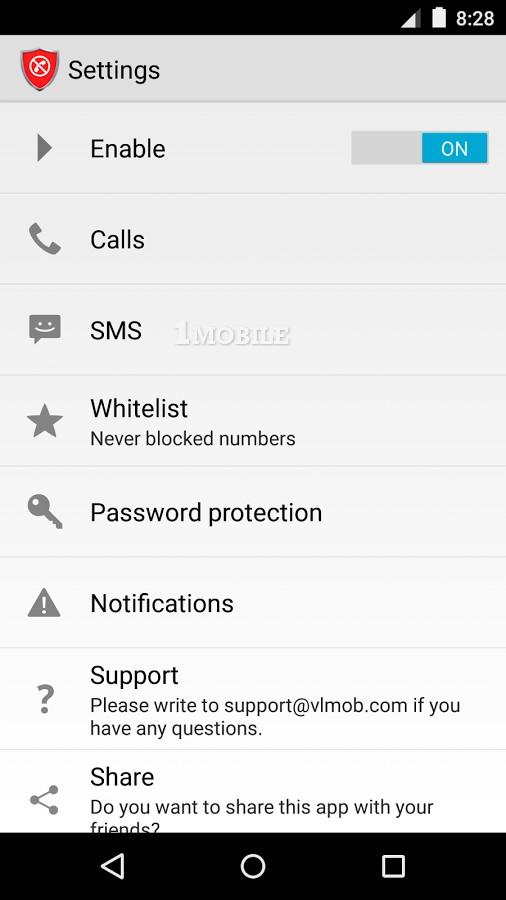 8:28
Settings
Enable
ON
Calls
SMS
1MOBILE
Whitelist
Never blocked numbers
Password protection
Notifications
Support
Please write to support@vlmob.com if you
have any questions.
Share
Do you want to share this app with your
friends?